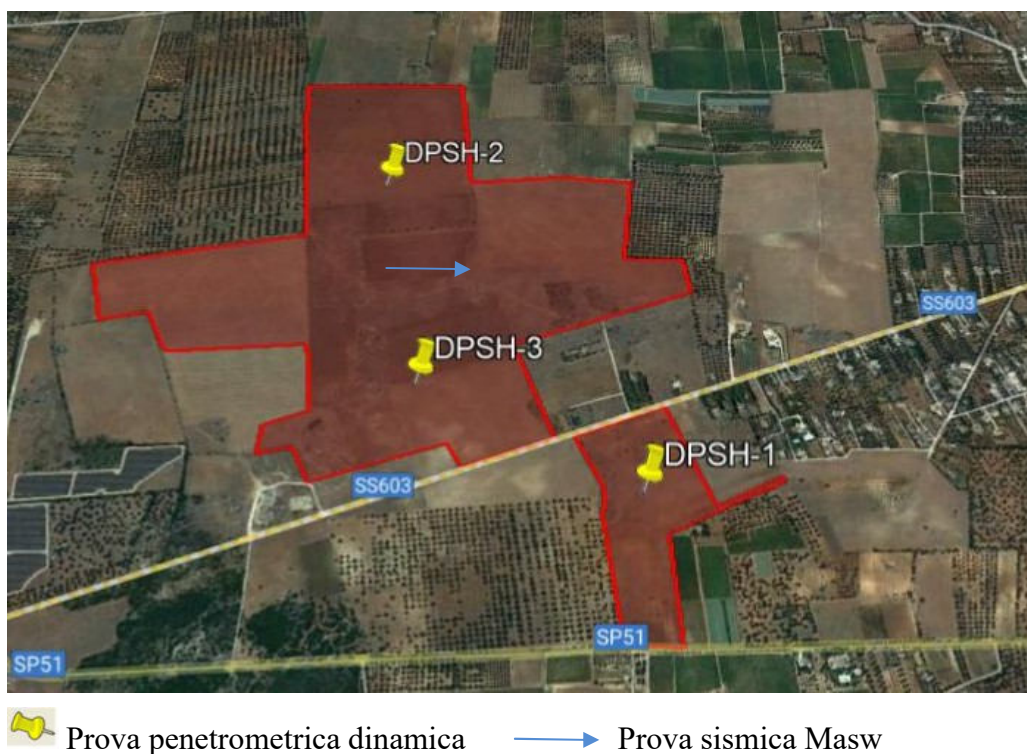 DPSH-2
SS603
DPSH-3
DPSH-1
SS603
SP51
SP51
Prova penetrometrica dinamica Prova sismica Masw